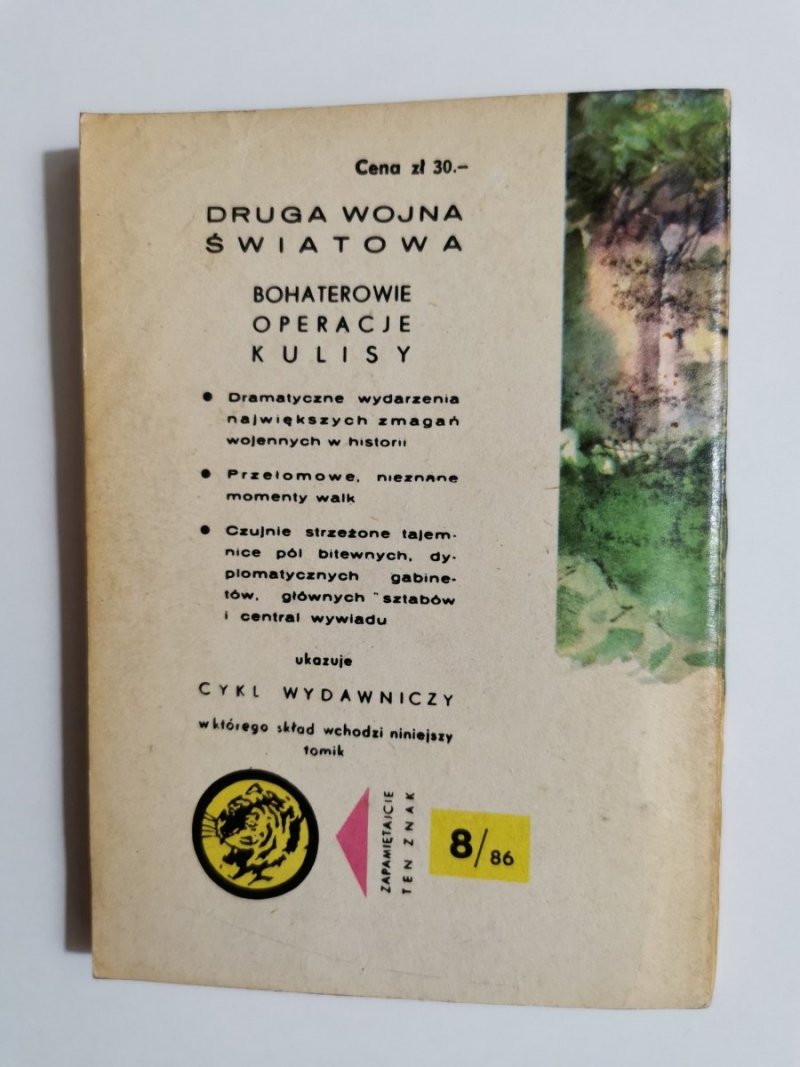 Cena zł 30.–
DRUGA WOJNA
ŚWIATOWA
BOHATEROWIE
OPERACJE
KULISY
● Dramatyczne wydarzenia
największych zmagań
wojennych w historii
● Przełomowe, nieznane
momenty walk
● Czujnie strzeżone tajem-
nice pól bitewnych, dy-
plomatycznych gabine-
tów, głównych sztabów
i central wywiadu
ukazuje
CYKL WYDAWNICZY
w którego skład wchodzi niniejszy
tomik
ZAPAMIĘTAJCIE
TEN ZNAK
8/86